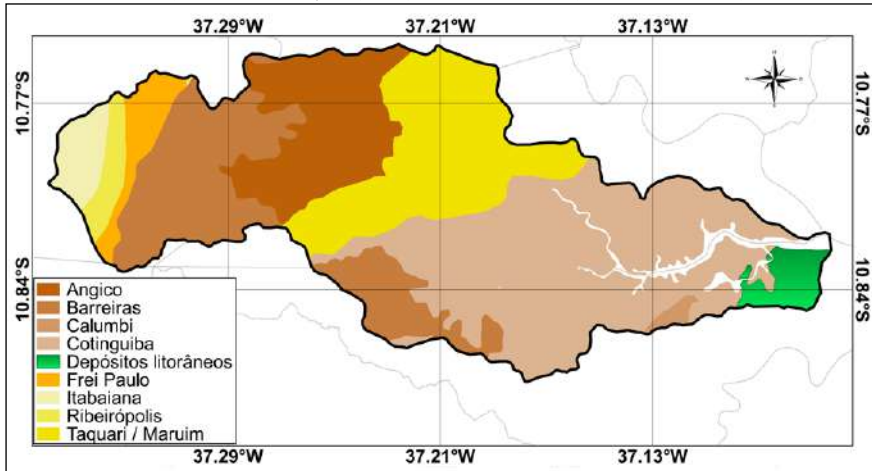 37.29°W 37.21°W 37.13°W
10.77°S 10.77°S
10.84°S 10.84°S
Angico
Barreiras
Calumbi
Cotinguiba
Depósitos litorâneos
Frei Paulo
Itabaiana
Ribeirópolis
Taquari / Maruim
37.29°W 37.21°W 37.13°W